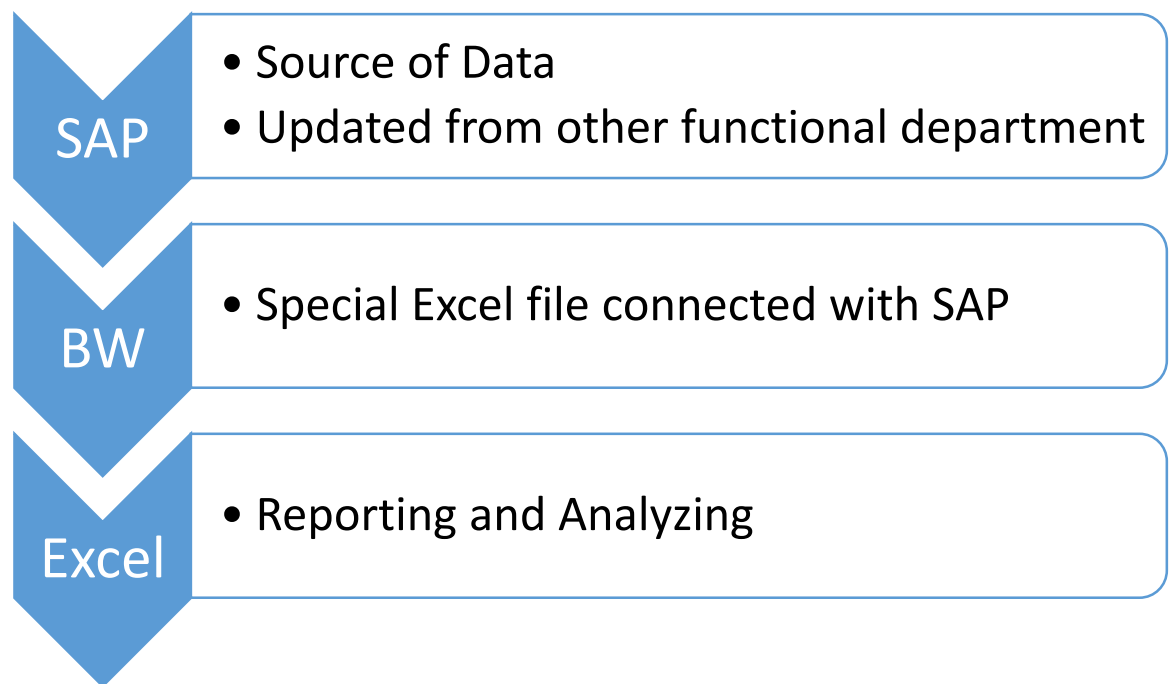 SAP
• Source of Data
• Updated from other functional department
BW
• Special Excel file connected with SAP
Excel
• Reporting and Analyzing